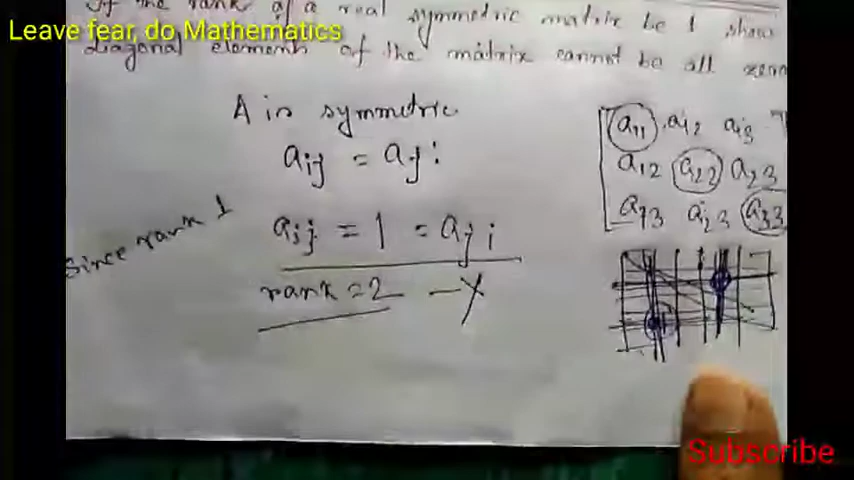 If the rank of a real symmetric matrix be 1 show
Leave fear, do Mathematics
diagonal elements of the matrix cannot be all zero
A is symmetric
aij = aji
Since rank 1
aij = 1 = aji
rank = 2
a11 a12 a13
a12 a22 a23
a13 a23 a33
Subscribe